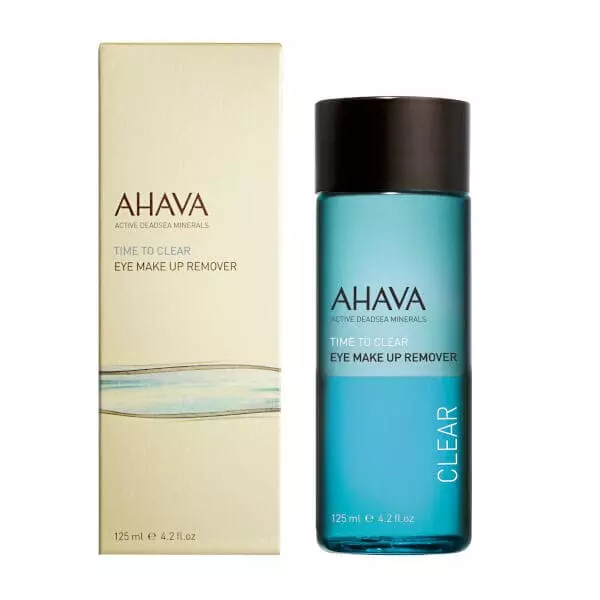 AHAVA
ACTIVE DEADSEA MINERALS
TIME TO CLEAR
EYE MAKE UP REMOVER
125 ml ℮ 4.2 fl.oz
AHAVA
ACTIVE DEADSEA MINERALS
TIME TO CLEAR
EYE MAKE UP REMOVER
CLEAR
125 ml ℮ 4.2 fl.oz